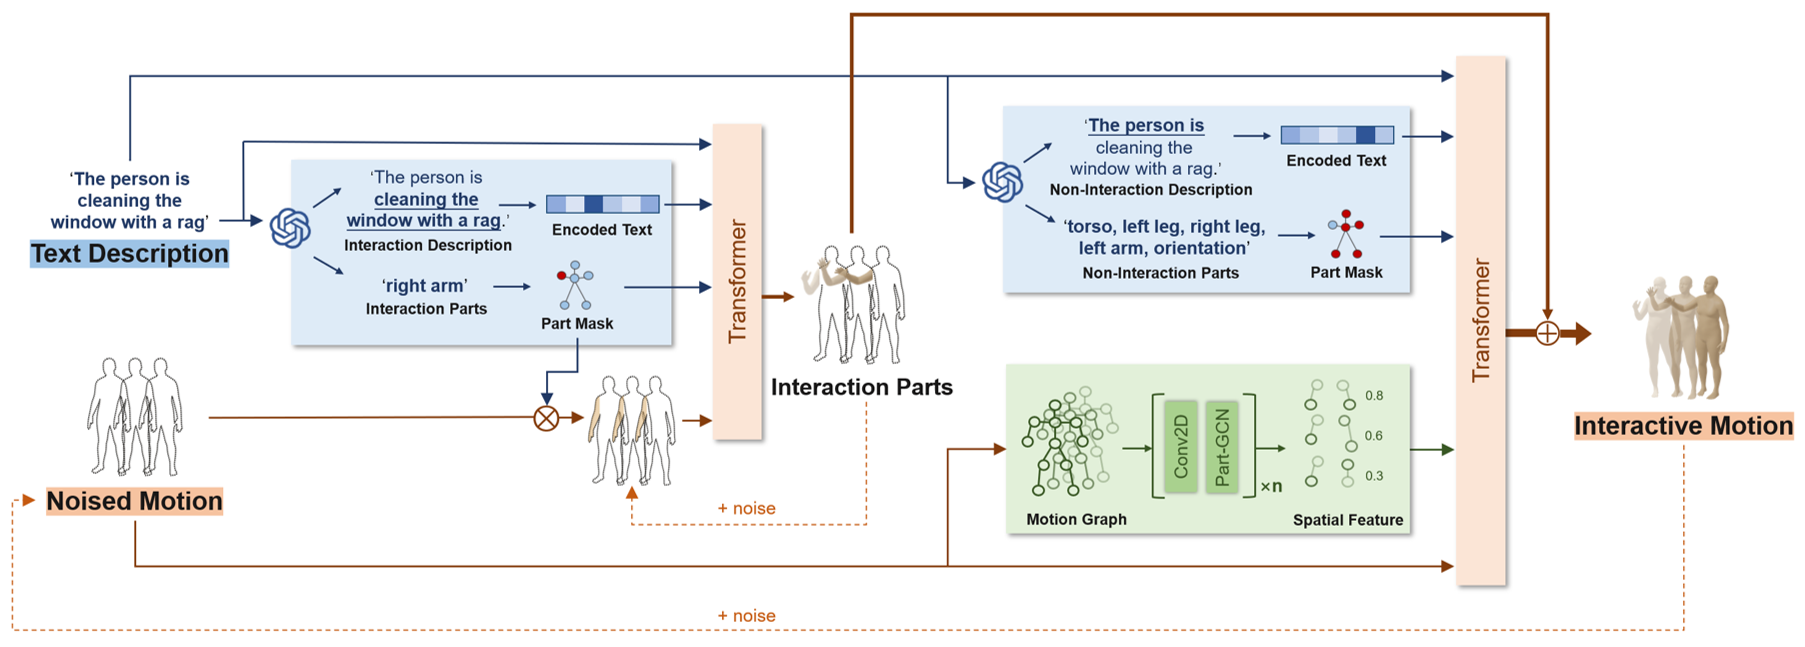 ‘The person is
cleaning the
window with a rag’
Text Description
‘The person is
cleaning the
window with a rag.’
Interaction Description
Encoded Text
‘right arm’
Interaction Parts
Part Mask
Transformer
Noised Motion
Interaction Parts
+ noise
+ noise
‘The person is
cleaning the
window with a rag.’
Non-Interaction Description
Encoded Text
‘torso, left leg, right leg,
left arm, orientation’
Non-Interaction Parts
Part Mask
Motion Graph
Conv2D
Part-GCN
×n
0.8
0.6
0.3
Spatial Feature
Transformer
Interactive Motion